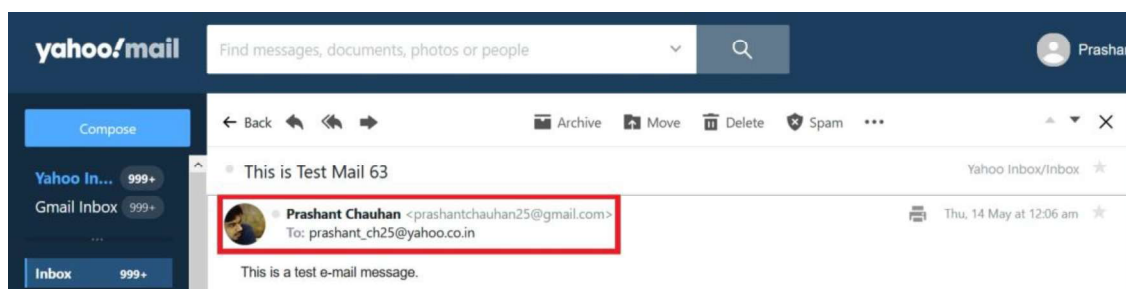 yahoo!mail
Find messages, documents, photos or people
Prasha
Compose
Back
Archive Move Delete Spam
Yahoo In... 999+
Gmail Inbox 999+
Inbox 999+
This is Test Mail 63 Yahoo Inbox/Inbox
Prashant Chauhan <prashantchauhan25@gmail.com> Thu, 14 May at 12:06 am
To: prashant_ch25@yahoo.co.in
This is a test e-mail message.